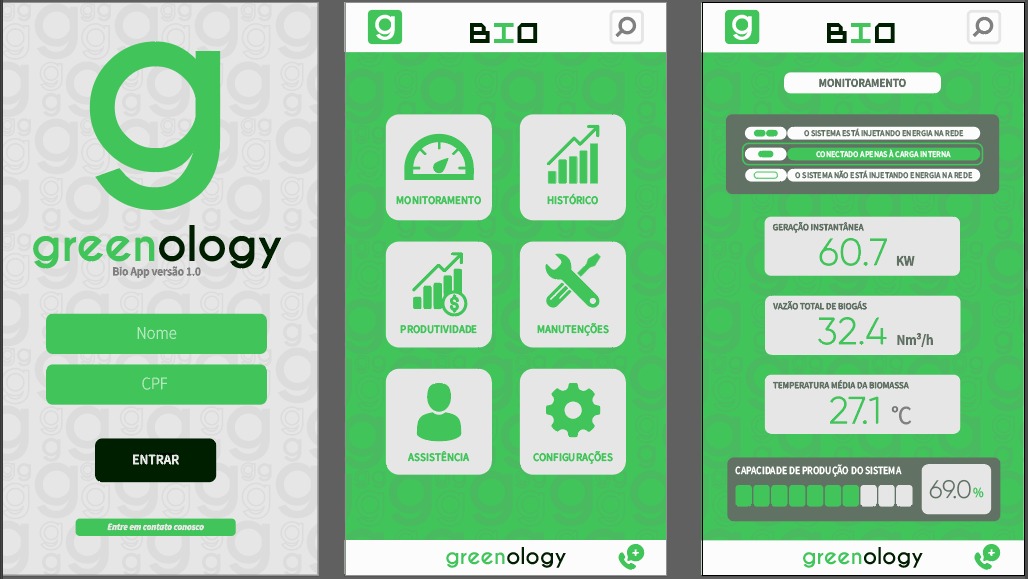 g
greenology
Bio App versão 1.0
Nome
CPF
ENTRAR
Entre em contato conosco
g
BIO
MONITORAMENTO
HISTÓRICO
PRODUTIVIDADE
MANUTENÇÕES
ASSISTÊNCIA
CONFIGURAÇÕES
greenology
g
BIO
MONITORAMENTO
O SISTEMA ESTÁ INJETANDO ENERGIA NA REDE
CONECTADO APENAS À CARGA INTERNA
O SISTEMA NÃO ESTÁ INJETANDO ENERGIA NA REDE
GERAÇÃO INSTANTÂNEA
60.7 KW
VAZÃO TOTAL DE BIOGÁS
32.4 Nm³/h
TEMPERATURA MÉDIA DA BIOMASSA
27.1 °C
CAPACIDADE DE PRODUÇÃO DO SISTEMA
69.0%
greenology